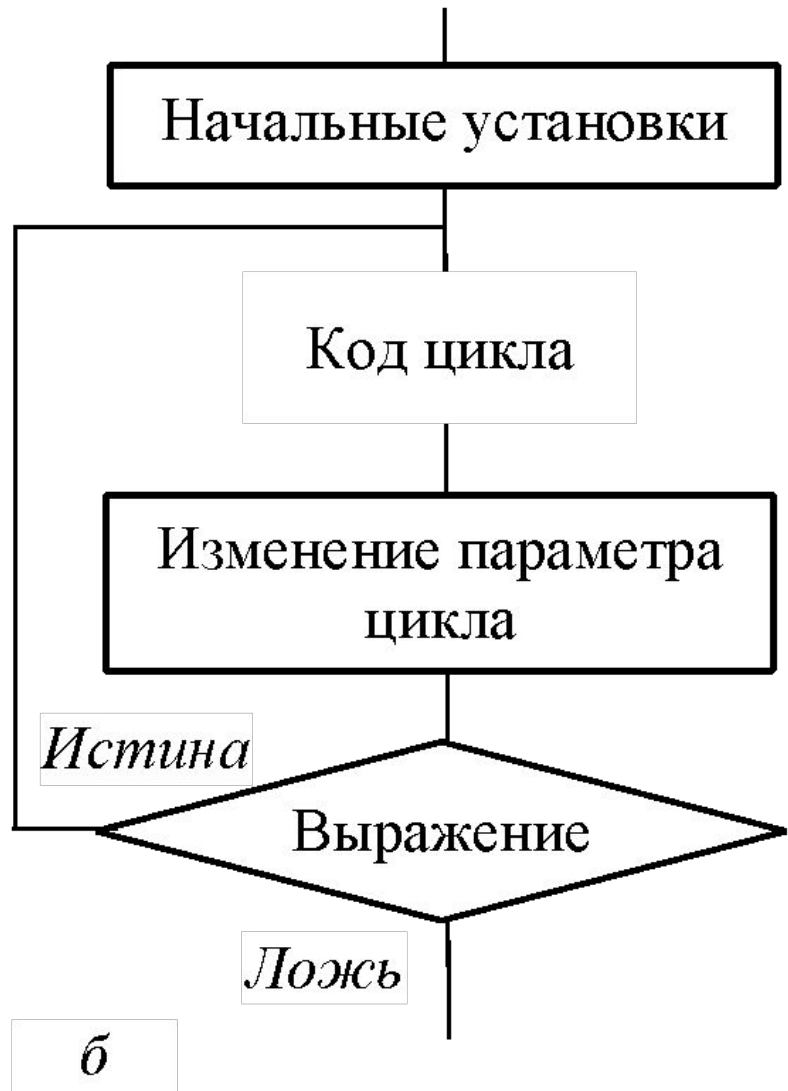 Начальные установки
Код цикла
Изменение параметра
цикла
Истина
Выражение
Ложь
б